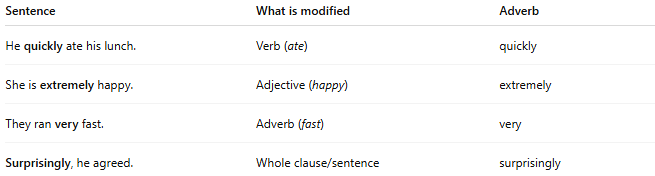 Sentence What is modified Adverb
He quickly ate his lunch. Verb (ate) quickly
She is extremely happy. Adjective (happy) extremely
They ran very fast. Adverb (fast) very
Surprisingly, he agreed. Whole clause/sentence surprisingly